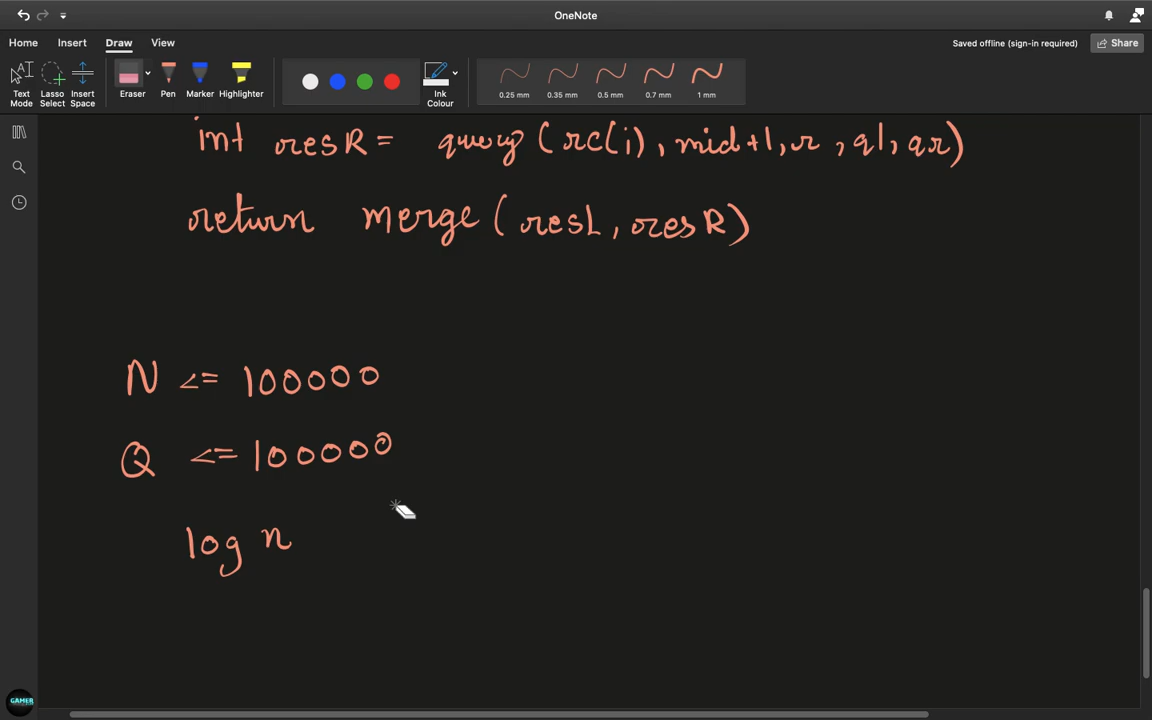 OneNote
Home Insert Draw View
Saved offline (sign-in required) Share
Text Mode Lasso Select Insert Space Eraser Pen Marker Highlighter Ink Colour 0.25 mm 0.35 mm 0.5 mm 0.7 mm 1 mm
int resR = query (rc(i), mid+1, r, ql, qr)
return merge (resL, resR)
N <= 100000
Q <= 100000
log n
GAMER